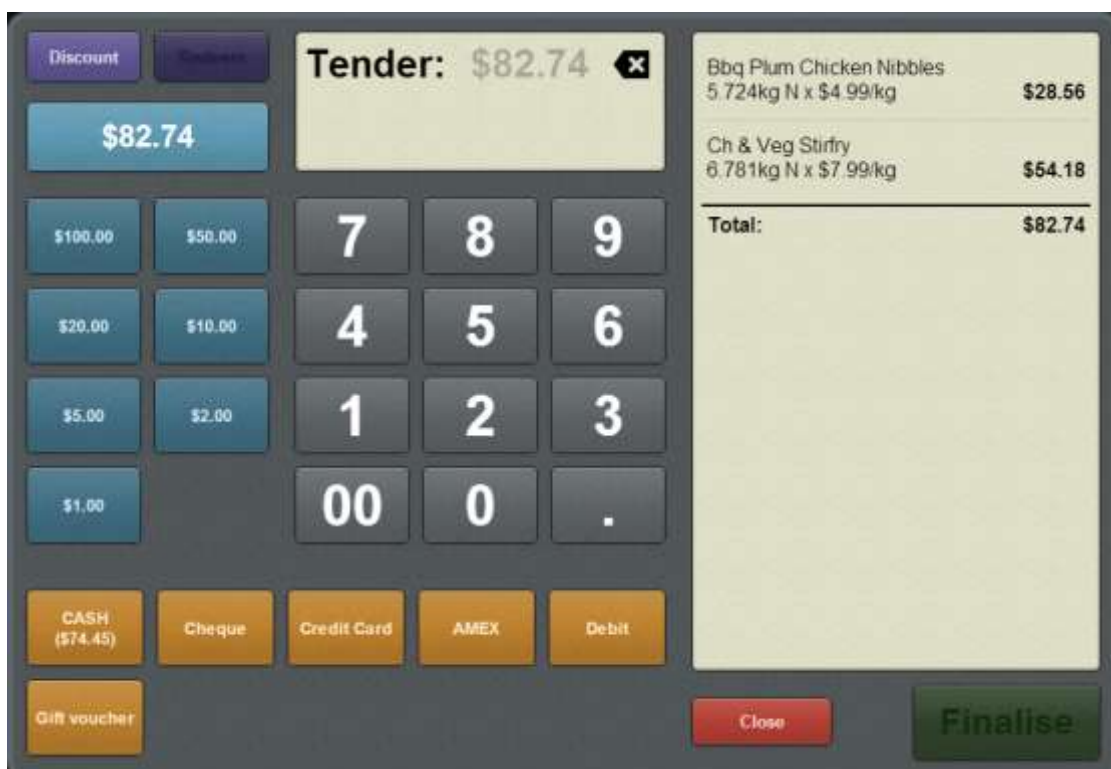 Discount
$82.74
Tender: $82.74
$100.00 $50.00
$20.00 $10.00
$5.00 $2.00
$1.00
7 8 9
4 5 6
1 2 3
00 0 .
CASH
($74.45)
Cheque
Credit Card
AMEX
Debit
Gift voucher
Bbq Plum Chicken Nibbles
5.724kg N x $4.99/kg $28.56
Ch & Veg Stirfry
6.781kg N x $7.99/kg $54.18
Total: $82.74
Close
Finalise